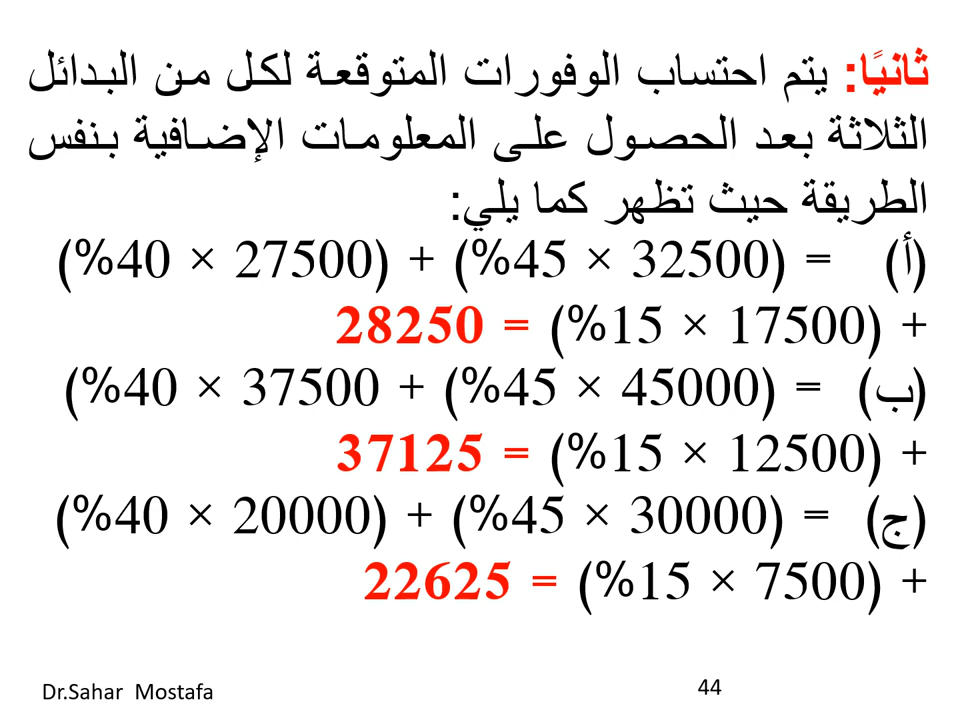 ثانيًا: يتم احتساب الوفورات المتوقعة لكل من البدائل
الثلاثة بعد الحصول على المعلومات الإضافية بنفس
الطريقة حيث تظهر كما يلي:
(أ) = (32500 × 45%) + (27500 × 40%)
+ (17500 × 15%) = 28250
(ب) = (45000 × 45%) + 37500 × 40%)
+ (12500 × 15%) = 37125
(ج) = (30000 × 45%) + (20000 × 40%)
+ (7500 × 15%) = 22625
Dr.Sahar Mostafa
44